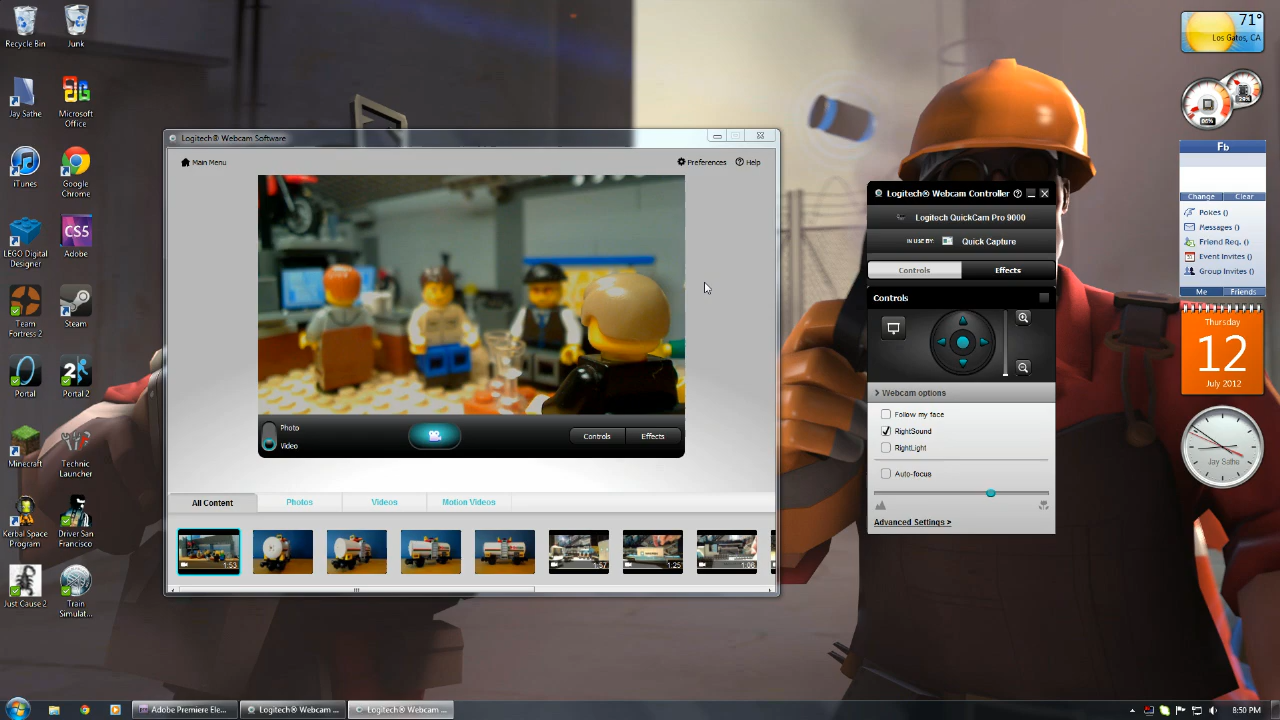 Recycle Bin
Junk
Jay Sathe
Microsoft
Office
iTunes
Google
Chrome
LEGO Digital
Designer
CS5
Adobe
Team
Fortress 2
Steam
Portal
2
Portal 2
Minecraft
Technic
Launcher
Kerbal Space
Program
Driver San
Francisco
Just Cause 2
Train
Simulat...
Logitech® Webcam Software
Main Menu
Preferences
Help
Photo
Video
Controls
Effects
All Content
Photos
Videos
Motion Videos
1:53
1:57
1:25
1:06
Logitech® Webcam Controller
Logitech QuickCam Pro 9000
IN USE BY:
Quick Capture
Controls
Effects
Controls
Webcam options
Follow my face
RightSound
RightLight
Auto-focus
Advanced Settings >
71°
Los Gatos, CA
Fb
Change
Clear
Pokes ()
Messages ()
Friend Req. ()
Event Invites ()
Group Invites ()
Me
Friends
Thursday
12
July 2012
Jay Sathe
Adobe Premiere Ele...
Logitech® Webcam ...
Logitech® Webcam ...
8:50 PM